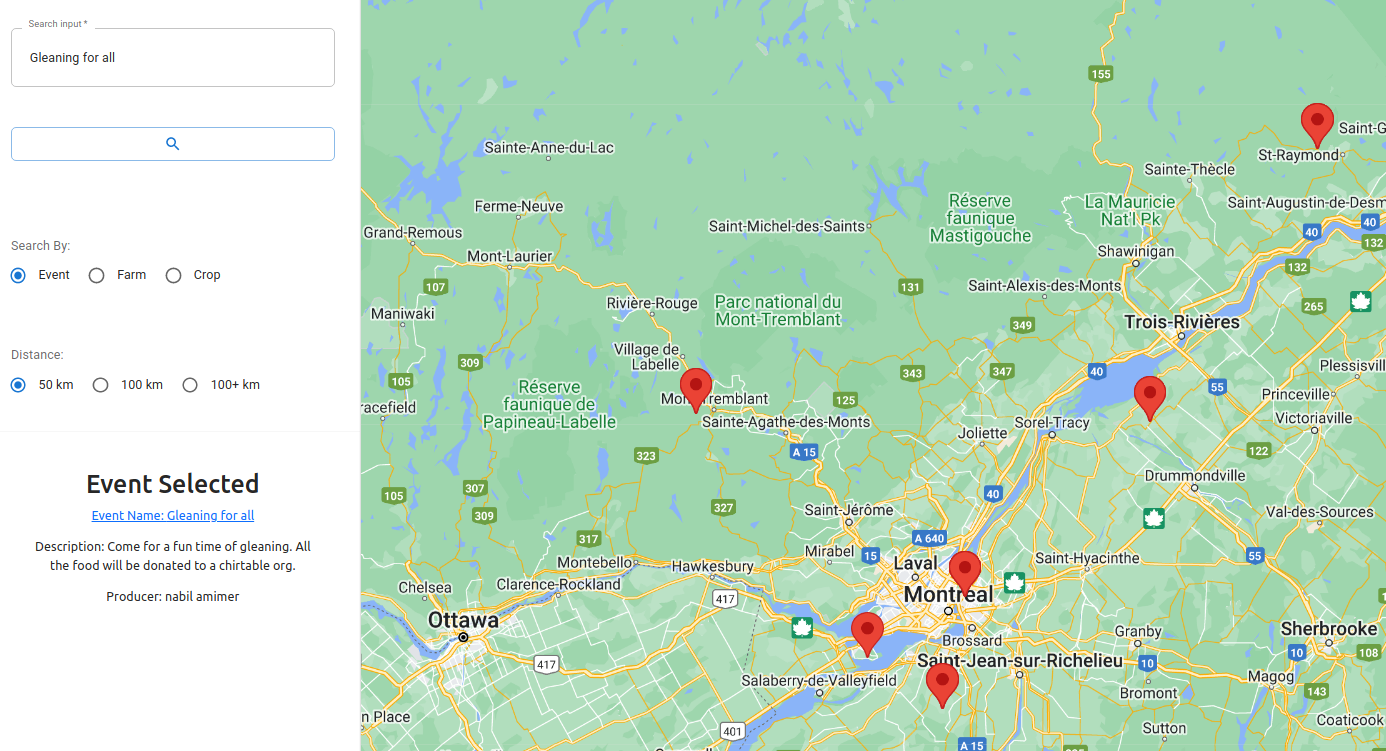 Search input *
Gleaning for all
Search By:
Event
Farm
Crop
Distance:
50 km
100 km
100+ km
Event Selected
Event Name: Gleaning for all
Description: Come for a fun time of gleaning. All
the food will be donated to a chirtable org.
Producer: nabil amimer
155
Saint-G
St-Raymond
Sainte-Anne-du-Lac
Sainte-Thècle
Réserve
faunique
Mastigouche
La Mauricie
Nat'l Pk
Saint-Augustin-de-Desm
Ferme-Neuve
Grand-Remous
Saint-Michel-des-Saints
40
40
132
Mont-Laurier
Shawinigan
132
107
131
Saint-Alexis-des-Monts
Rivière-Rouge
Parc national du
Mont-Tremblant
265
Maniwaki
349
Trois-Rivières
Village de
Labelle
309
105
343
347
40
55
Plessisville
Réserve
faunique de
Papineau-Labelle
Mont-Tremblant
125
Princeville
racefield
Sainte-Agathe-des-Monts
Sorel-Tracy
Victoriaville
Joliette
323
A 15
122
Drummondville
105
307
309
327
40
Saint-Jérôme
Val-des-Sources
317
A 640
Mirabel
15
Laval
Saint-Hyacinthe
55
Montebello
Hawkesbury
Chelsea
Clarence-Rockland
417
Montreal
Ottawa
Brossard
Granby
Sherbrooke
417
Saint-Jean-sur-Richelieu
10
10
108
Salaberry-de-Valleyfield
Magog
Bromont
143
n Place
401
Sutton
Coaticook
A 15